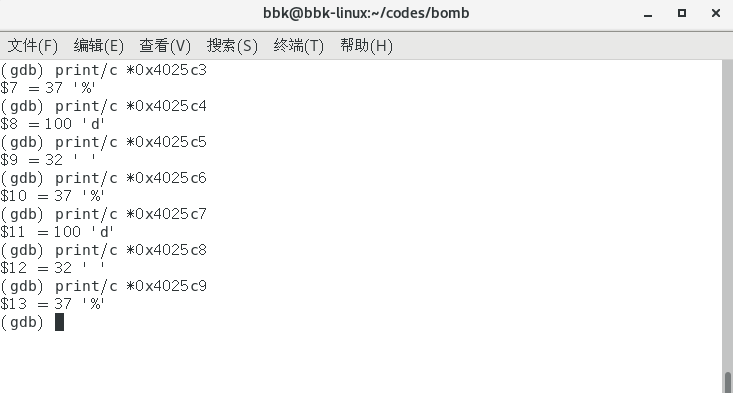 bbk@bbk-linux:~/codes/bomb
文件(F) 编辑(E) 查看(V) 搜索(S) 终端(T) 帮助(H)
(gdb) print/c *0x4025c3
$7 = 37 '%'
(gdb) print/c *0x4025c4
$8 = 100 'd'
(gdb) print/c *0x4025c5
$9 = 32 ' '
(gdb) print/c *0x4025c6
$10 = 37 '%'
(gdb) print/c *0x4025c7
$11 = 100 'd'
(gdb) print/c *0x4025c8
$12 = 32 ' '
(gdb) print/c *0x4025c9
$13 = 37 '%'
(gdb)